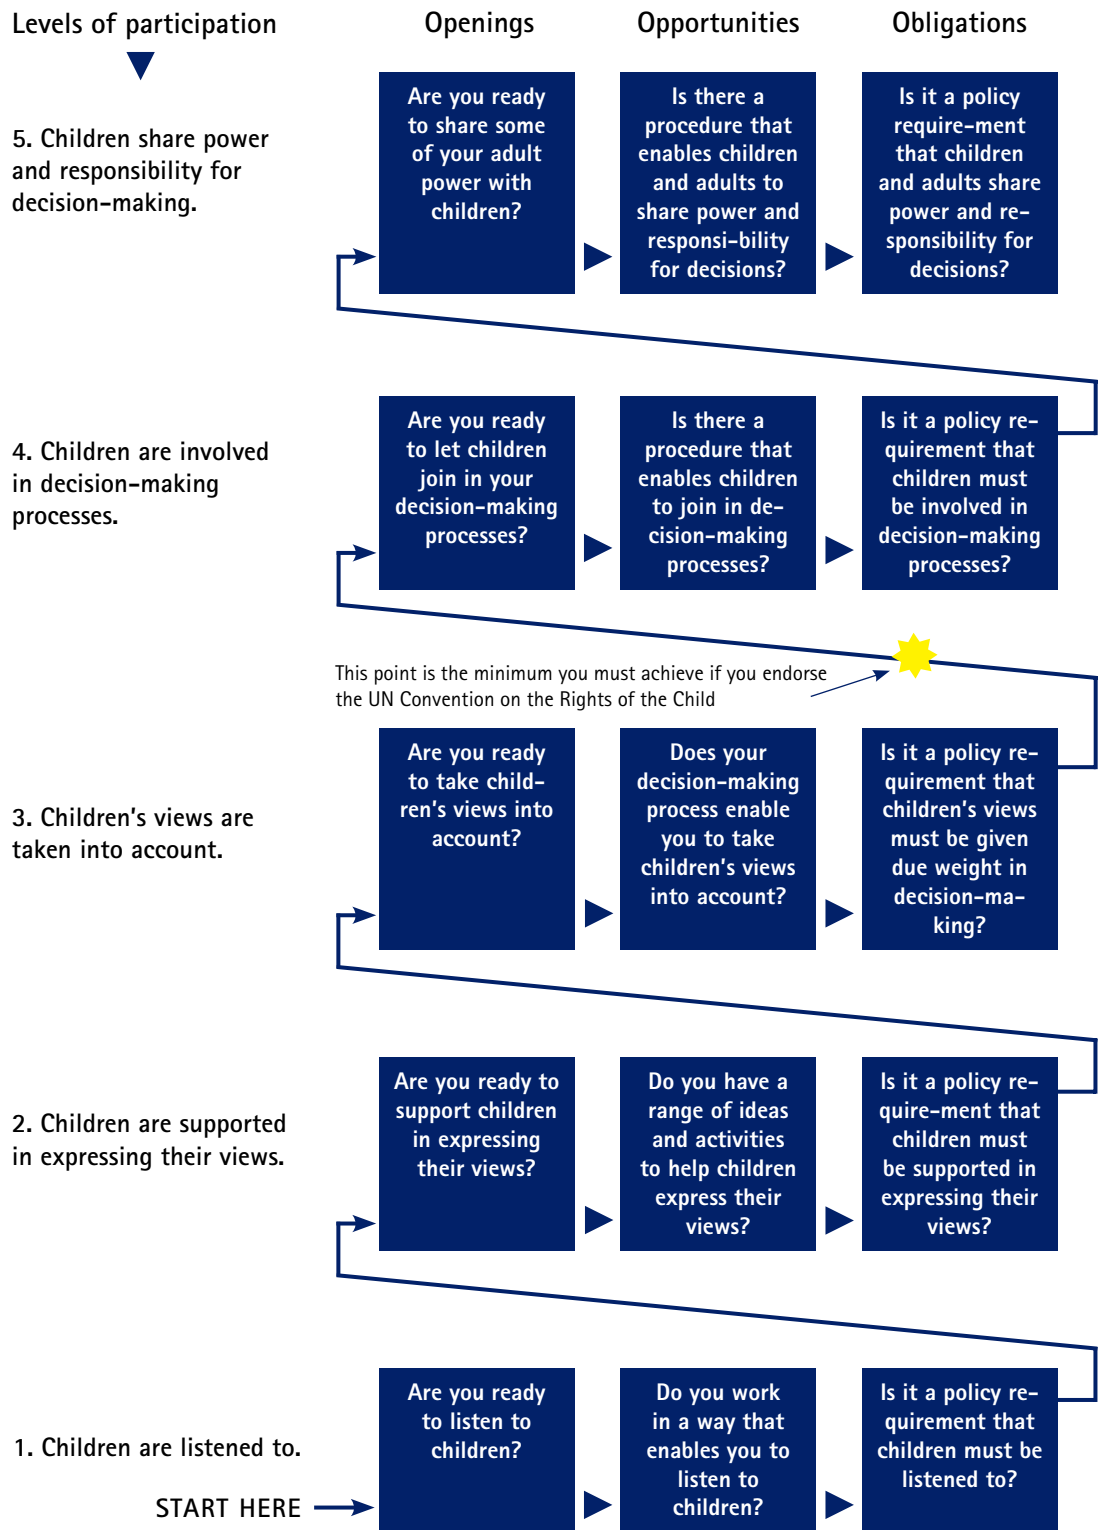 Levels of participation
Openings
Opportunities
Obligations
5. Children share power
and responsibility for
decision-making.
Are you ready
to share some
of your adult
power with
children?
Is there a
procedure that
enables children
and adults to
share power and
responsi-bility
for decisions?
Is it a policy
require-ment
that children
and adults share
power and re-
sponsibility for
decisions?
4. Children are involved
in decision-making
processes.
Are you ready
to let children
join in your
decision-making
processes?
Is there a
procedure that
enables children
to join in de-
cision-making
processes?
Is it a policy re-
quirement that
children must
be involved in
decision-making
processes?
This point is the minimum you must achieve if you endorse
the UN Convention on the Rights of the Child
3. Children's views are
taken into account.
Are you ready
to take child-
ren's views into
account?
Does your
decision-making
process enable
you to take
children's views
into account?
Is it a policy re-
quirement that
children's views
must be given
due weight in
decision-ma-
king?
2. Children are supported
in expressing their views.
Are you ready to
support children
in expressing
their views?
Do you have a
range of ideas
and activities
to help children
express their
views?
Is it a policy re-
quire-ment that
children must
be supported in
expressing their
views?
1. Children are listened to.
START HERE
Are you ready
to listen to
children?
Do you work
in a way that
enables you to
listen to
children?
Is it a policy re-
quirement that
children must be
listened to?